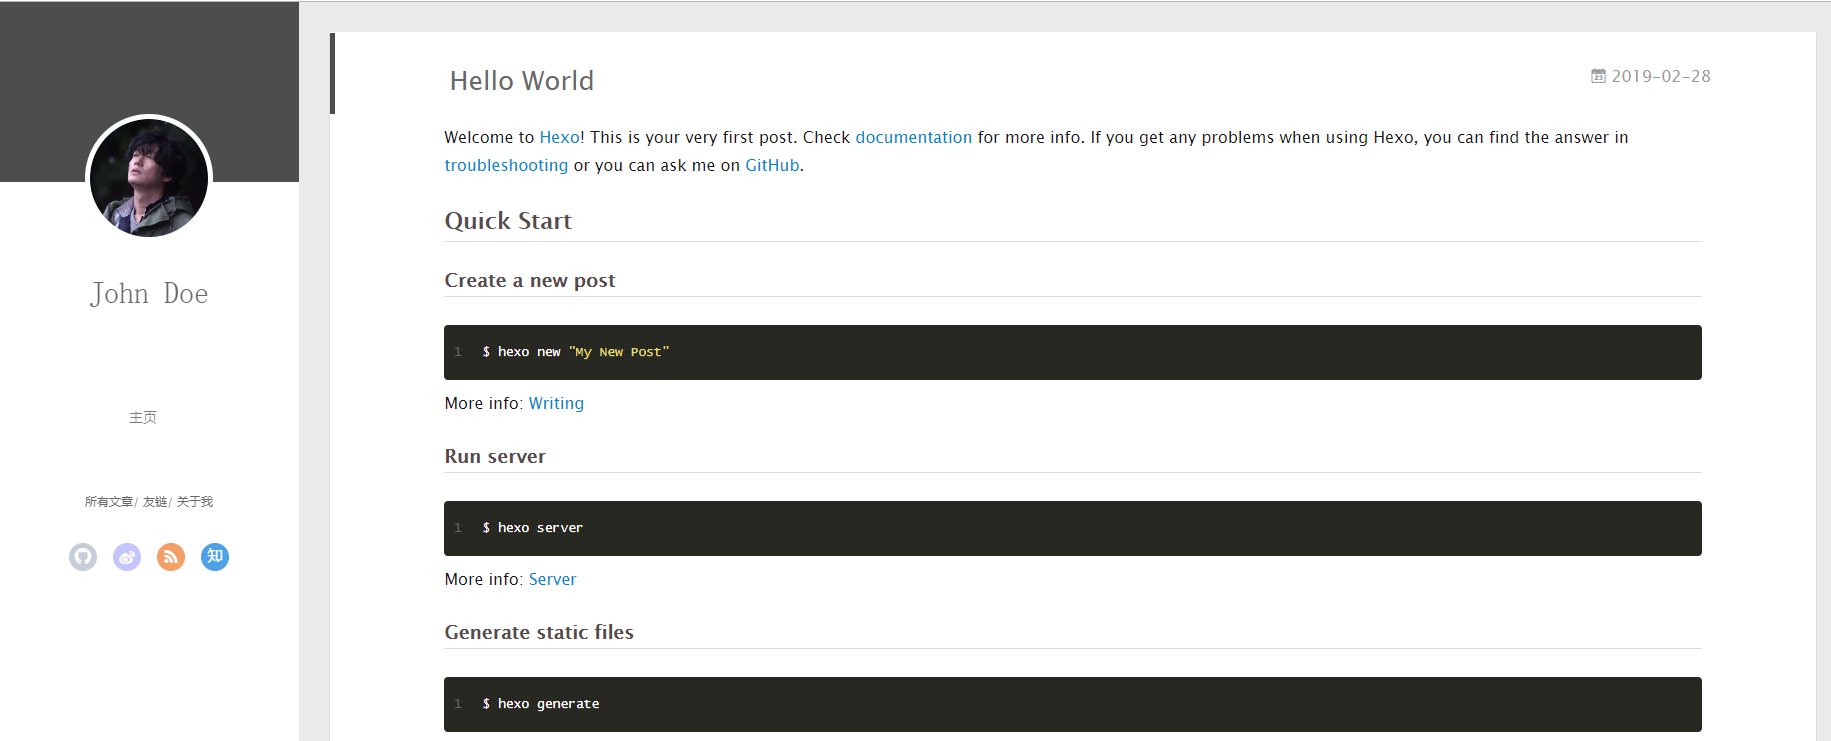 John Doe
主页
所有文章/ 友链/ 关于我
知
Hello World
23 2019-02-28
Welcome to Hexo! This is your very first post. Check documentation for more info. If you get any problems when using Hexo, you can find the answer in
troubleshooting or you can ask me on GitHub.
Quick Start
Create a new post
1 $ hexo new "My New Post"
More info: Writing
Run server
1 $ hexo server
More info: Server
Generate static files
1 $ hexo generate